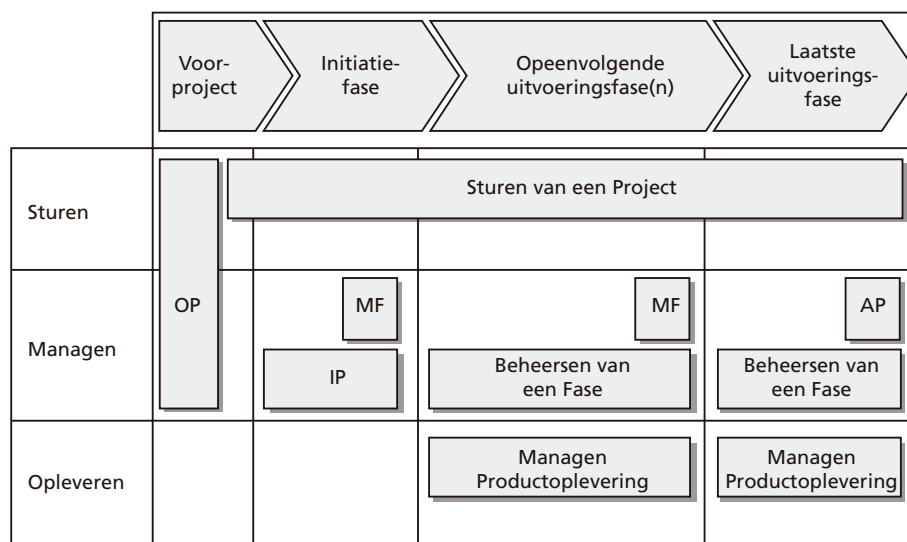 Voor-
project
Initiatie-
fase
Opeenvolgende
uitvoeringsfase(n)
Laatste
uitvoerings-
fase
Sturen
Sturen van een Project
OP
Managen
MF
MF
AP
IP
Beheersen van
een Fase
Beheersen van
een Fase
Opleveren
Managen
Productoplevering
Managen
Productoplevering